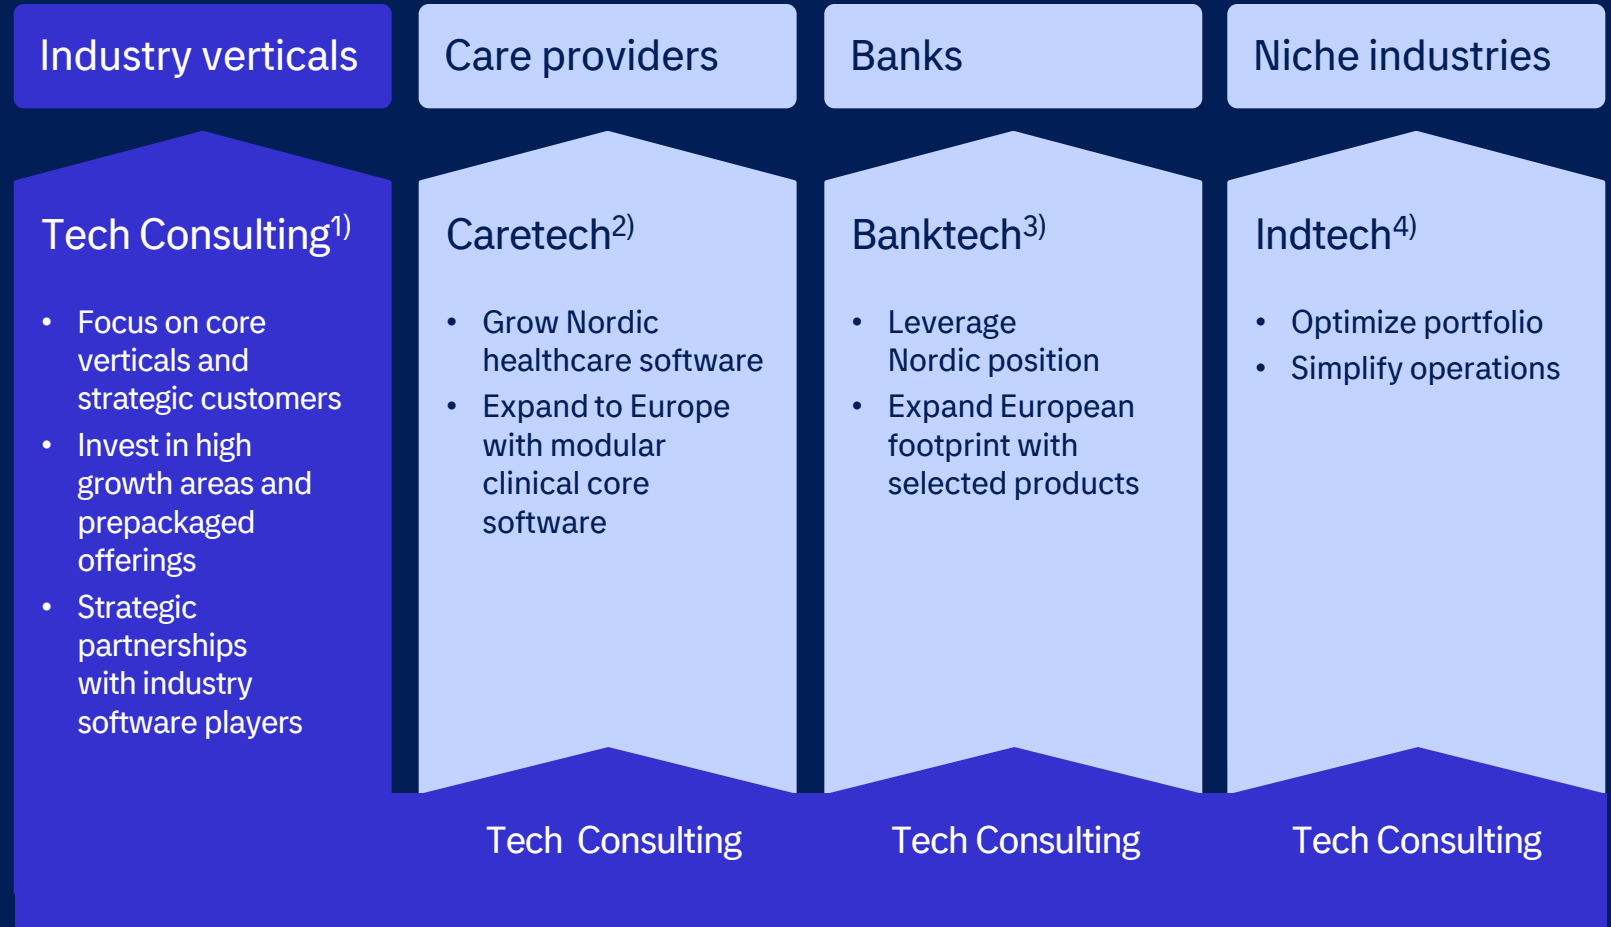 Industry verticals
Care providers
Banks
Niche industries
Tech Consulting1)
• Focus on core
verticals and
strategic customers
• Invest in high
growth areas and
prepackaged
offerings
• Strategic
partnerships
with industry
software players
Caretech2)
• Grow Nordic
healthcare software
• Expand to Europe
with modular
clinical core
software
Banktech3)
• Leverage
Nordic position
• Expand European
footprint with
selected products
Indtech4)
• Optimize portfolio
• Simplify operations
Tech Consulting
Tech Consulting
Tech Consulting